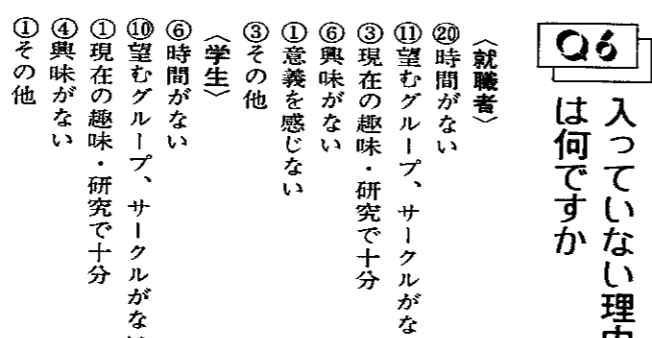 Q6
入っていない理由
は何ですか
〈就職者〉
⑳時間がない
⑪望むグループ、サークルがな
③現在の趣味・研究で十分
⑥興味がない
①意義を感じない
③その他
〈学生〉
⑥時間がない
⑩望むグループ、サークルがない
①現在の趣味・研究で十分
④興味がない
①その他